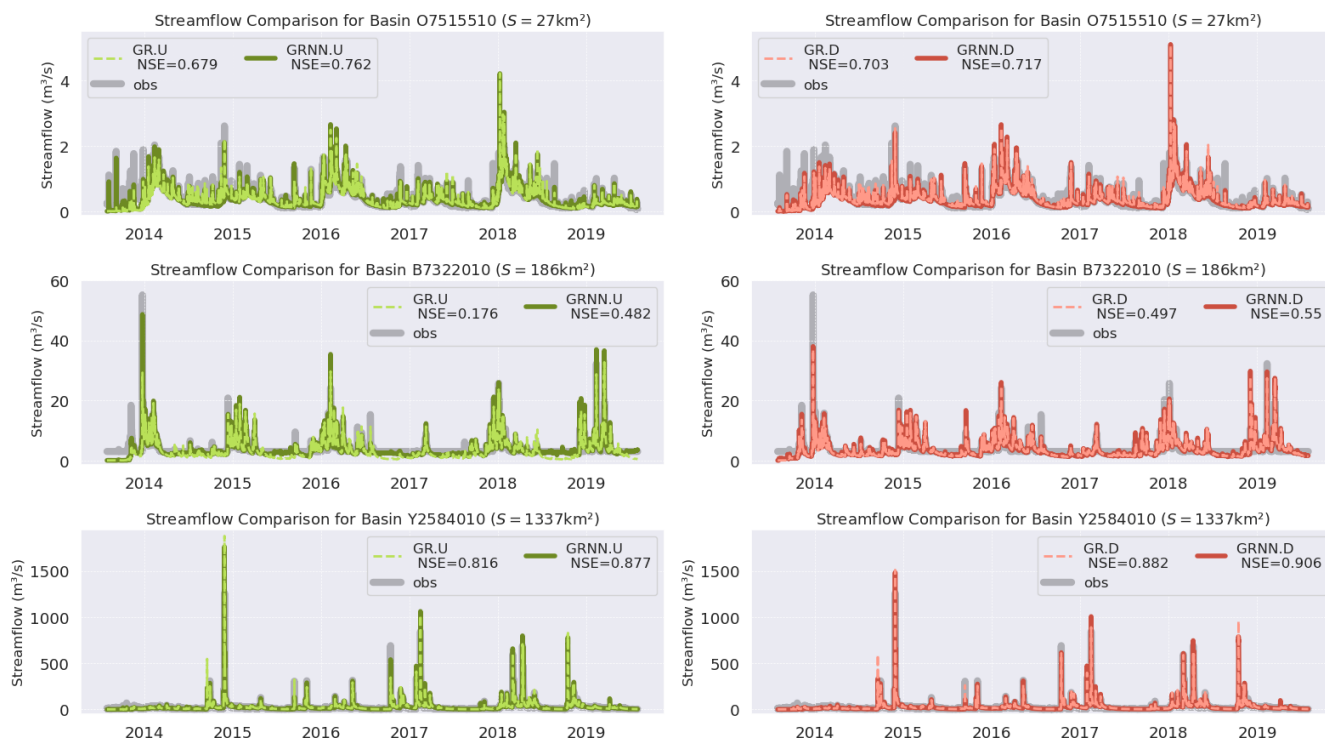 Streamflow Comparison for Basin O7515510 (S = 27km²)
GR.U
NSE=0.679
GRNN.U
NSE=0.762
obs
Streamflow (m³/s)
4
2
0
2014 2015 2016 2017 2018 2019
Streamflow Comparison for Basin O7515510 (S = 27km²)
GR.D
NSE=0.703
GRNN.D
NSE=0.717
obs
Streamflow (m³/s)
4
2
0
2014 2015 2016 2017 2018 2019
Streamflow Comparison for Basin B7322010 (S = 186km²)
GR.U
NSE=0.176
GRNN.U
NSE=0.482
obs
Streamflow (m³/s)
60
40
20
0
2014 2015 2016 2017 2018 2019
Streamflow Comparison for Basin B7322010 (S = 186km²)
GR.D
NSE=0.497
GRNN.D
NSE=0.55
obs
Streamflow (m³/s)
60
40
20
0
2014 2015 2016 2017 2018 2019
Streamflow Comparison for Basin Y2584010 (S = 1337km²)
GR.U
NSE=0.816
GRNN.U
NSE=0.877
obs
Streamflow (m³/s)
1500
1000
500
0
2014 2015 2016 2017 2018 2019
Streamflow Comparison for Basin Y2584010 (S = 1337km²)
GR.D
NSE=0.882
GRNN.D
NSE=0.906
obs
Streamflow (m³/s)
1500
1000
500
0
2014 2015 2016 2017 2018 2019